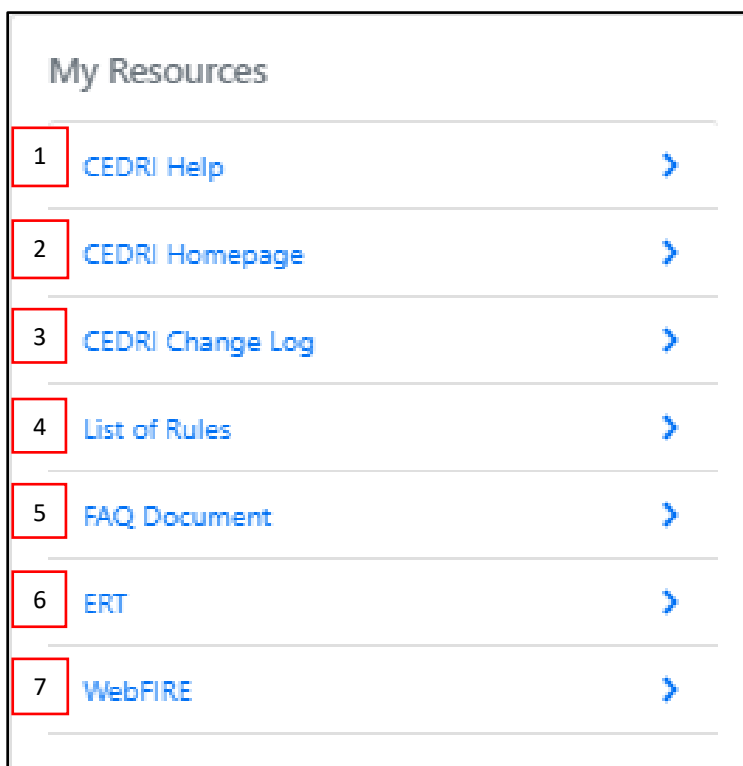 My Resources
1 CEDRI Help
2 CEDRI Homepage
3 CEDRI Change Log
4 List of Rules
5 FAQ Document
6 ERT
7 WebFIRE